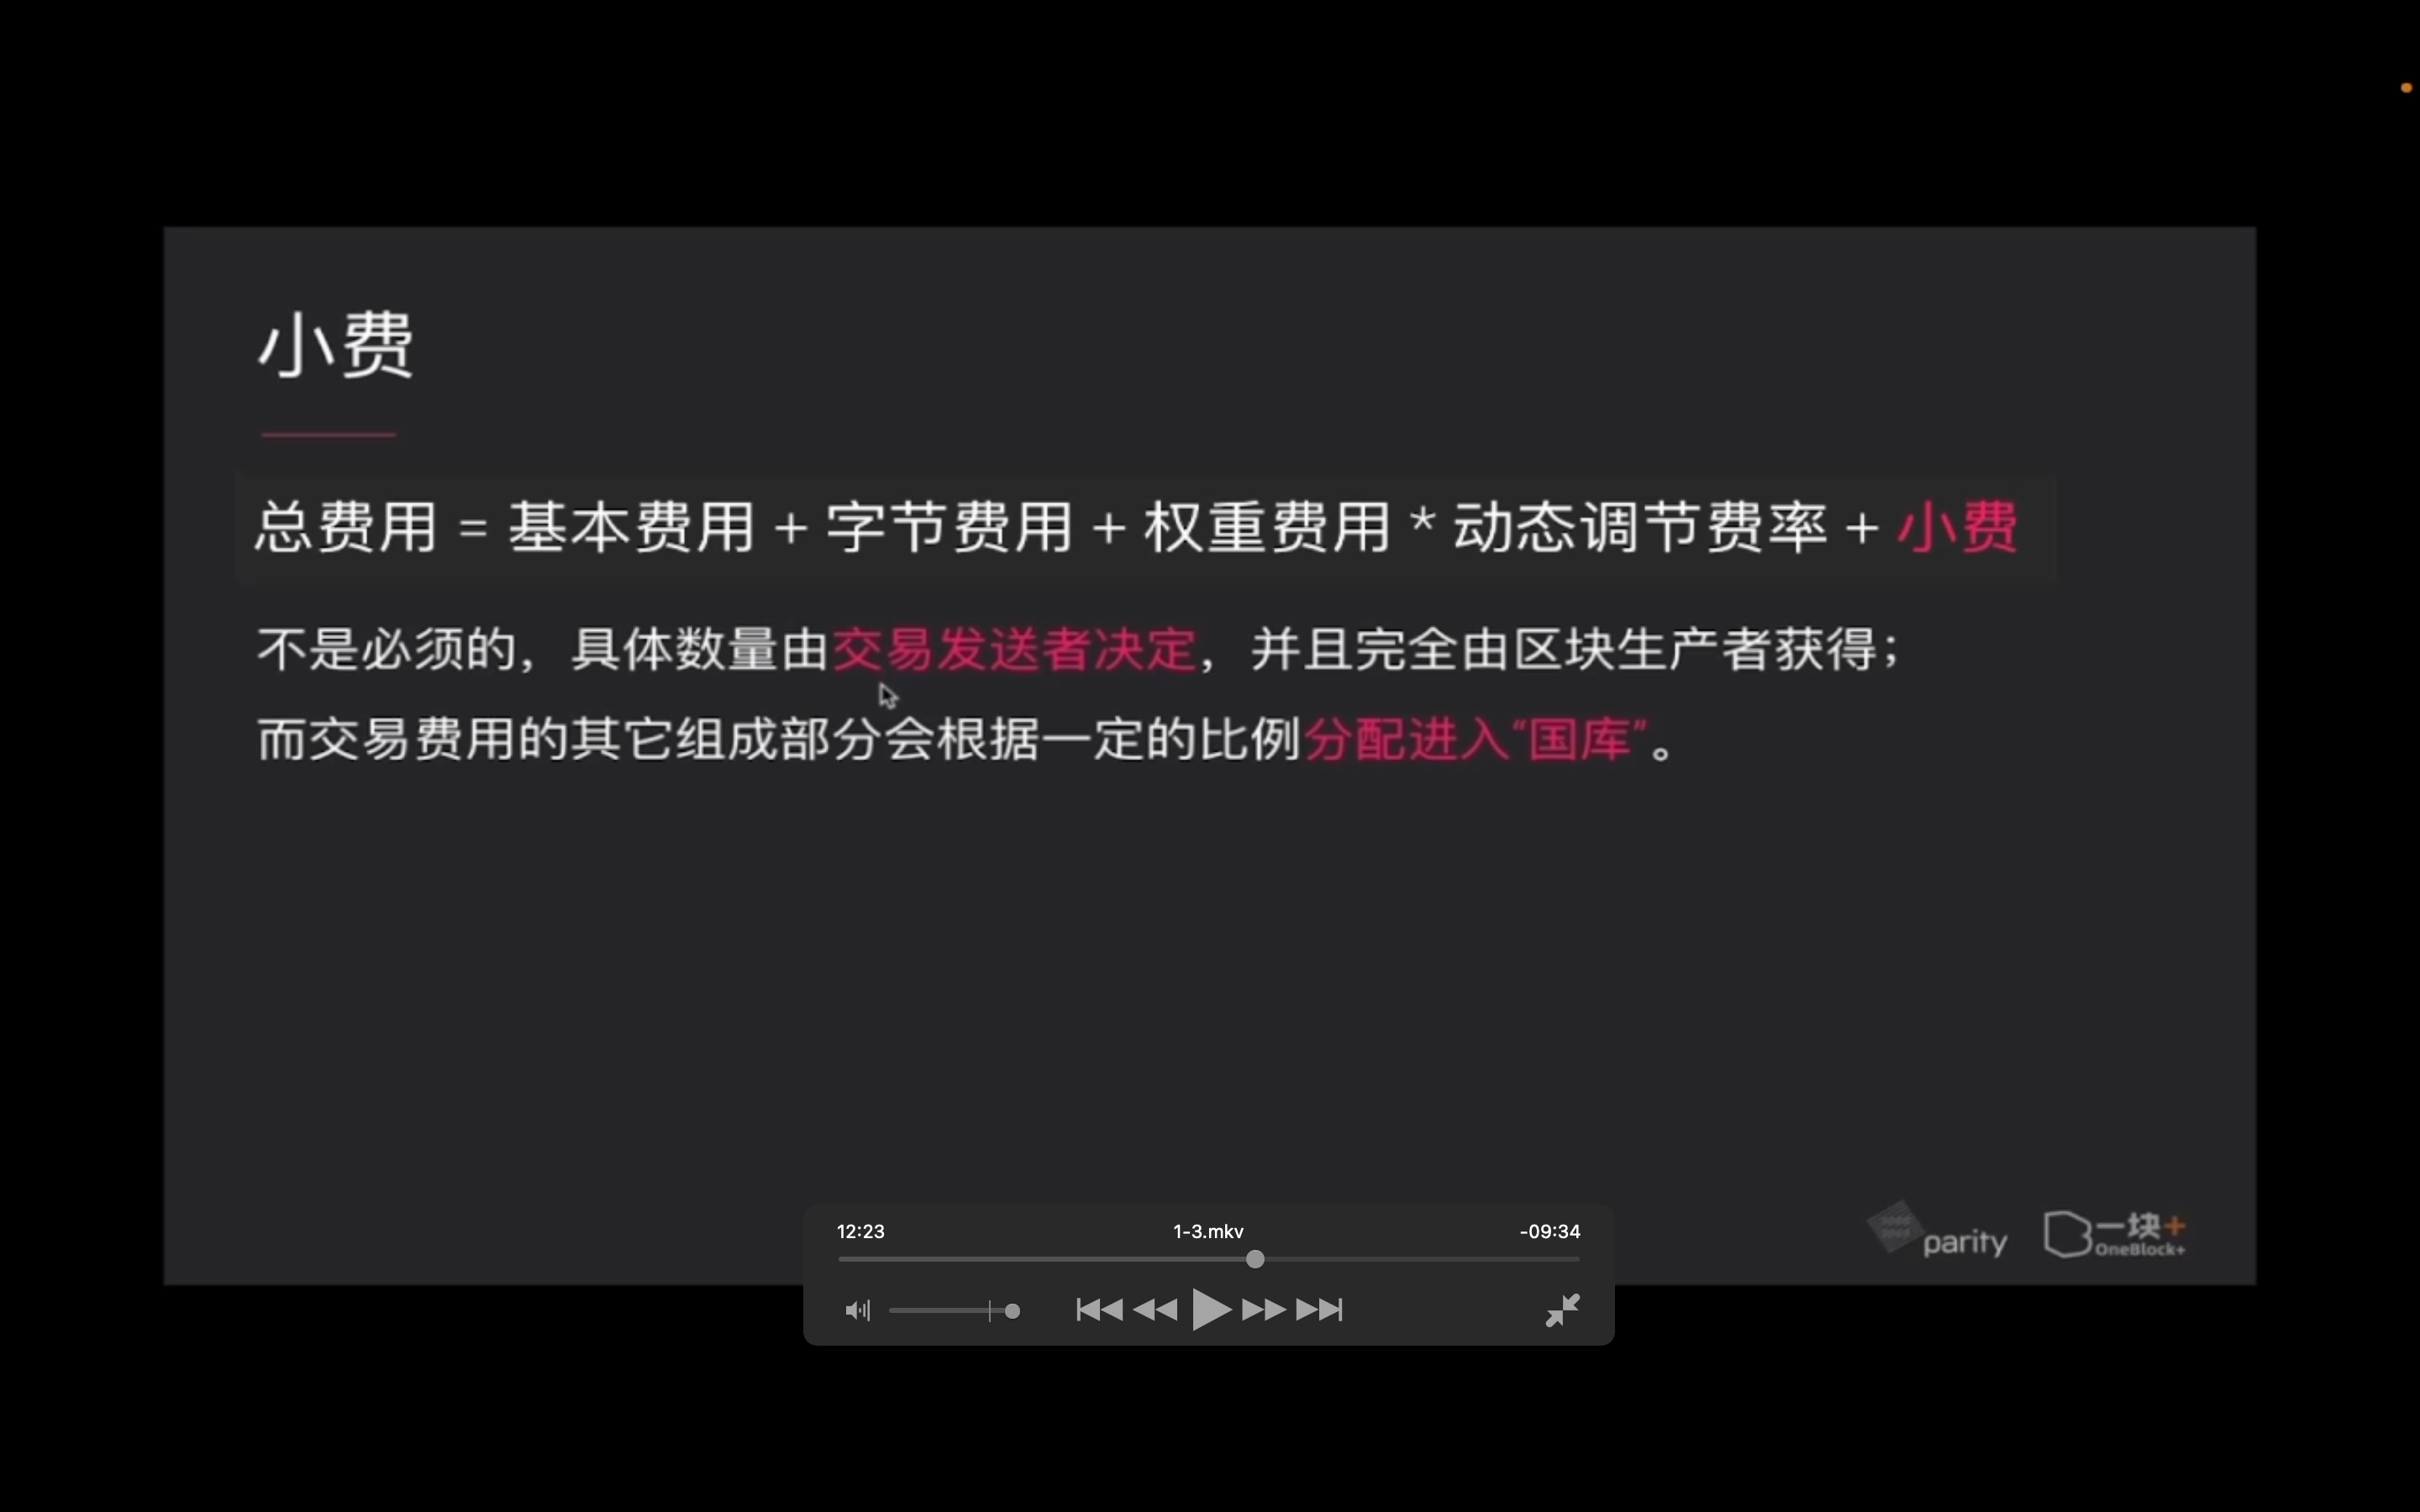 小费
总费用 = 基本费用 + 字节费用 + 权重费用 * 动态调节费率 + 小费
不是必须的，具体数量由交易发送者决定，并且完全由区块生产者获得；
而交易费用的其它组成部分会根据一定的比例分配进入“国库”。
parity
一块+
OneBlock+
12:23
1-3.mkv
-09:34